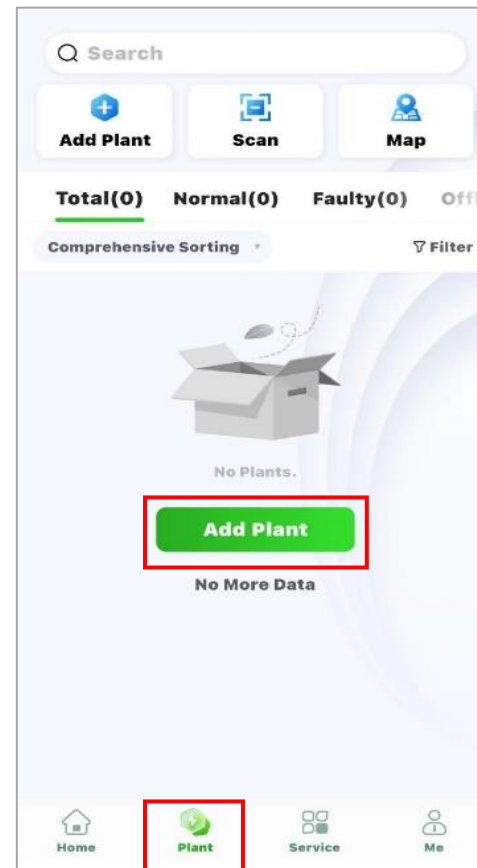 Search
Add Plant Scan Map
Total(0) Normal(0) Faulty(0) Off
Comprehensive Sorting Filter
No Plants.
Add Plant
No More Data
Home Plant Service Me